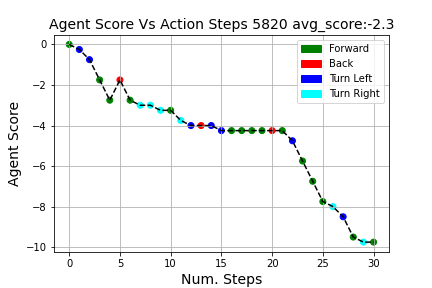 Agent Score Vs Action Steps 5820 avg_score:-2.3
Agent Score
0
−2
−4
−6
−8
−10
Forward
Back
Turn Left
Turn Right
0 5 10 15 20 25 30
Num. Steps